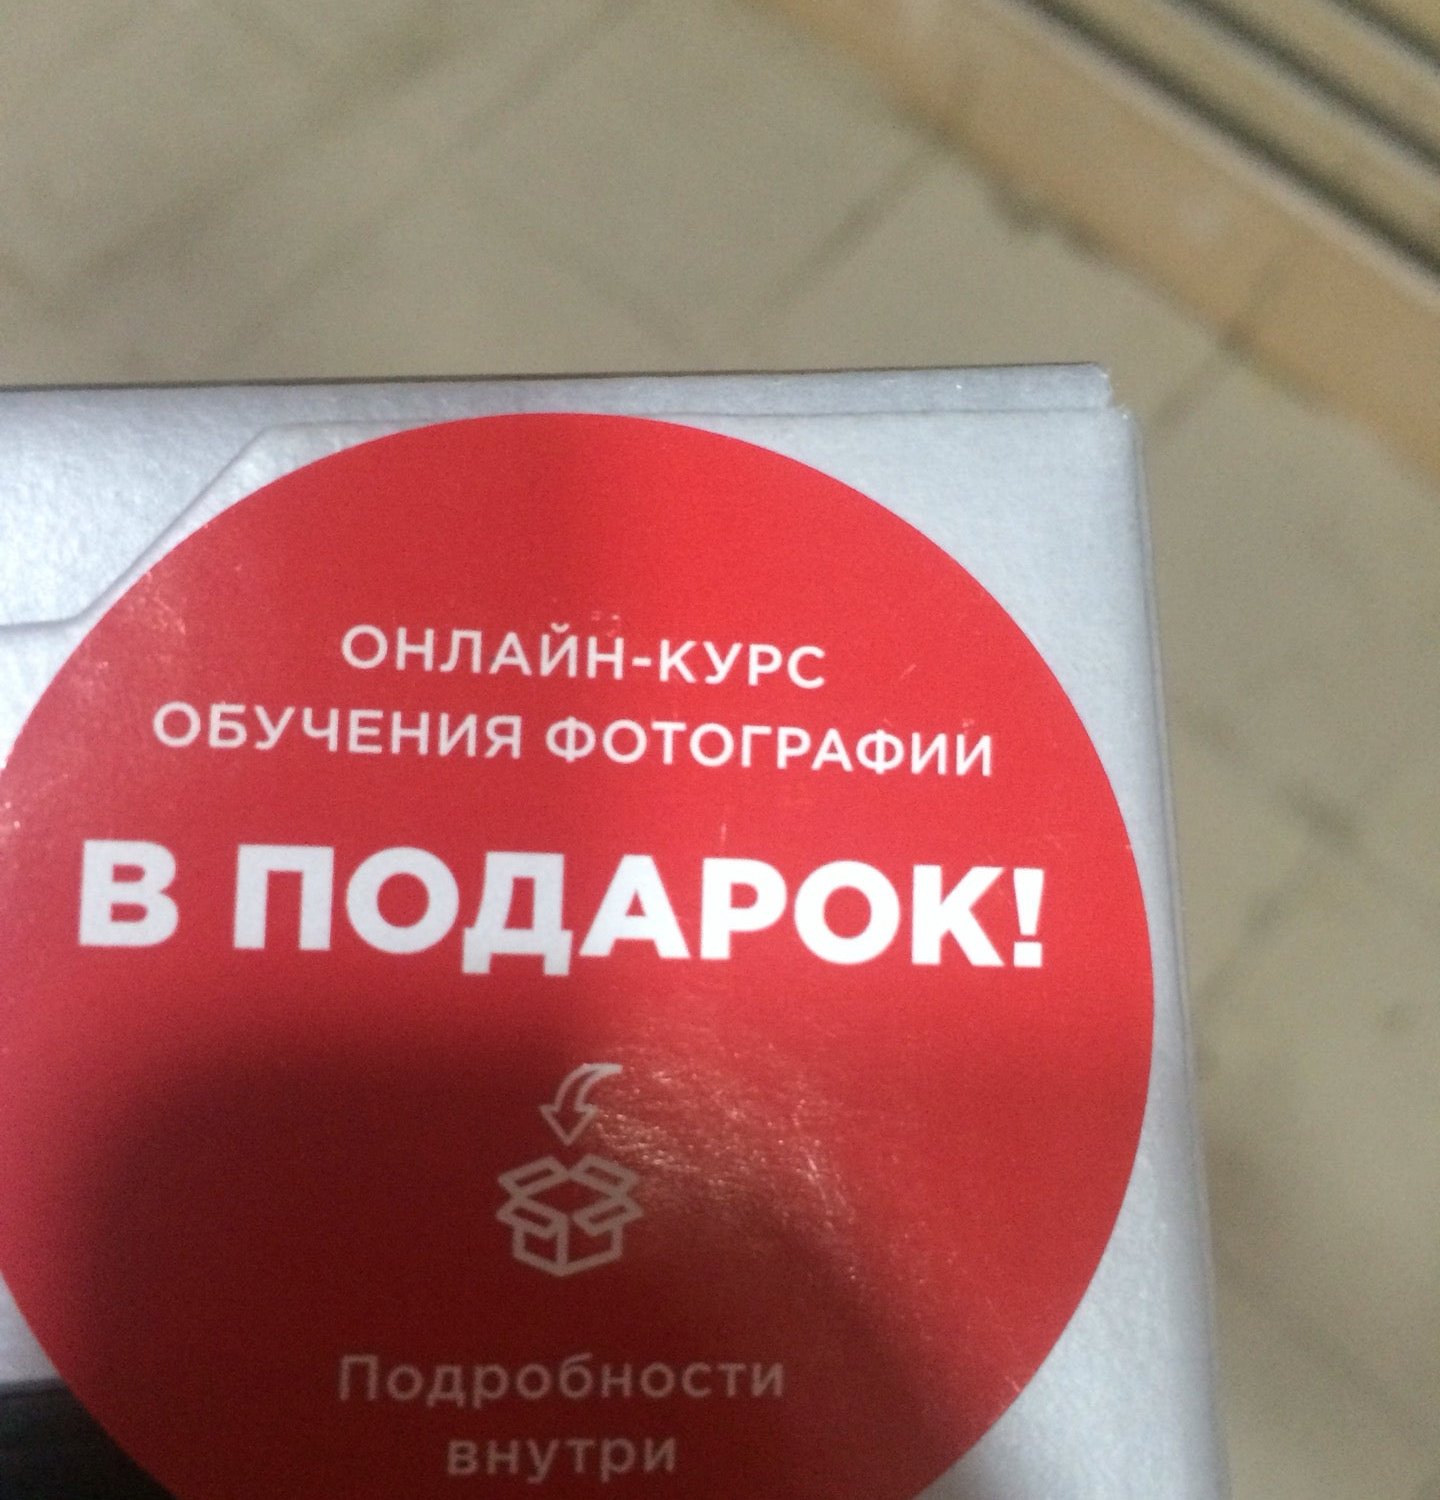 ОНЛАЙН-КУРС
ОБУЧЕНИЯ ФОТОГРАФИИ
В ПОДАРОК!
Подробности
внутри